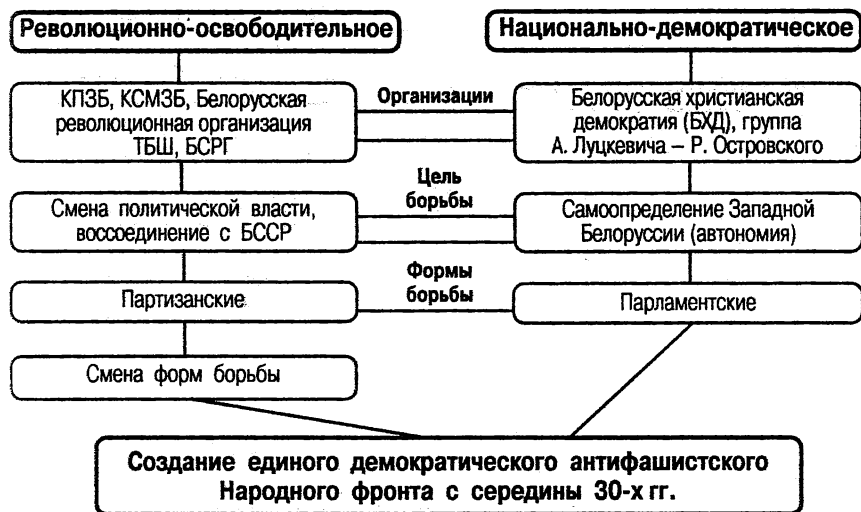 Революционно-освободительное
Национально-демократическое
КПЗБ, КСМЗБ, Белорусская
революционная организация
ТБШ, БСРГ
Организации
Белорусская христианская
демократия (БХД), группа
А. Луцкевича – Р. Островского
Смена политической власти,
воссоединение с БССР
Цель
борьбы
Самоопределение Западной
Белоруссии (автономия)
Партизанские
Формы
борьбы
Парламентские
Смена форм борьбы
Создание единого демократического антифашистского
Народного фронта с середины 30-х гг.